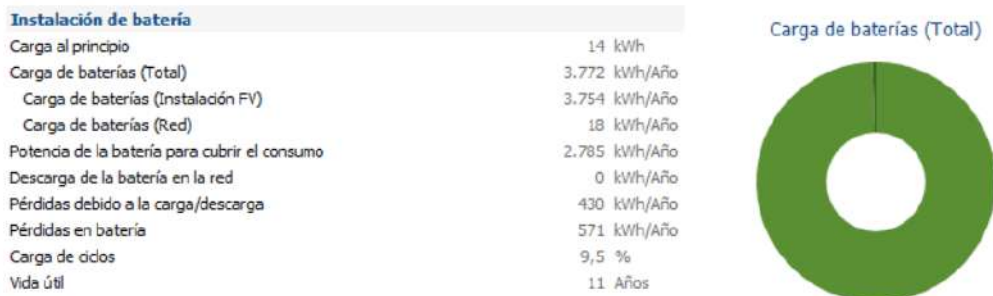 Instalación de batería
Carga al principio 14 kWh
Carga de baterías (Total) 3.772 kWh/Año
Carga de baterías (Instalación FV) 3.754 kWh/Año
Carga de baterías (Red) 18 kWh/Año
Potencia de la batería para cubrir el consumo 2.785 kWh/Año
Descarga de la batería en la red 0 kWh/Año
Pérdidas debido a la carga/descarga 430 kWh/Año
Pérdidas en batería 571 kWh/Año
Carga de ciclos 9,5 %
Vida útil 11 Años
Carga de baterías (Total)